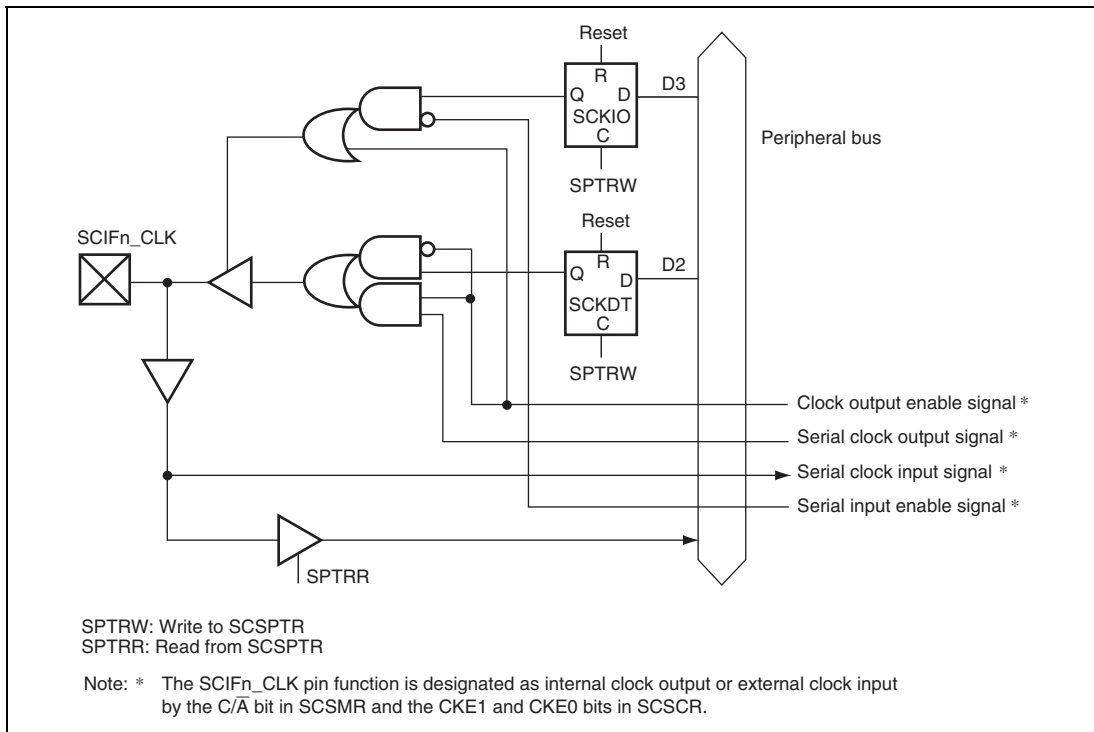 Reset
R
Q D
SCKIO
C
D3
SPTRW
Peripheral bus
SCIFn_CLK
Reset
R
Q D
SCKDT
C
D2
SPTRW
Clock output enable signal *
Serial clock output signal *
Serial clock input signal *
Serial input enable signal *
SPTRR
SPTRW: Write to SCSPTR
SPTRR: Read from SCSPTR
Note: * The SCIFn_CLK pin function is designated as internal clock output or external clock input
by the C/A̅ bit in SCSMR and the CKE1 and CKE0 bits in SCSCR.